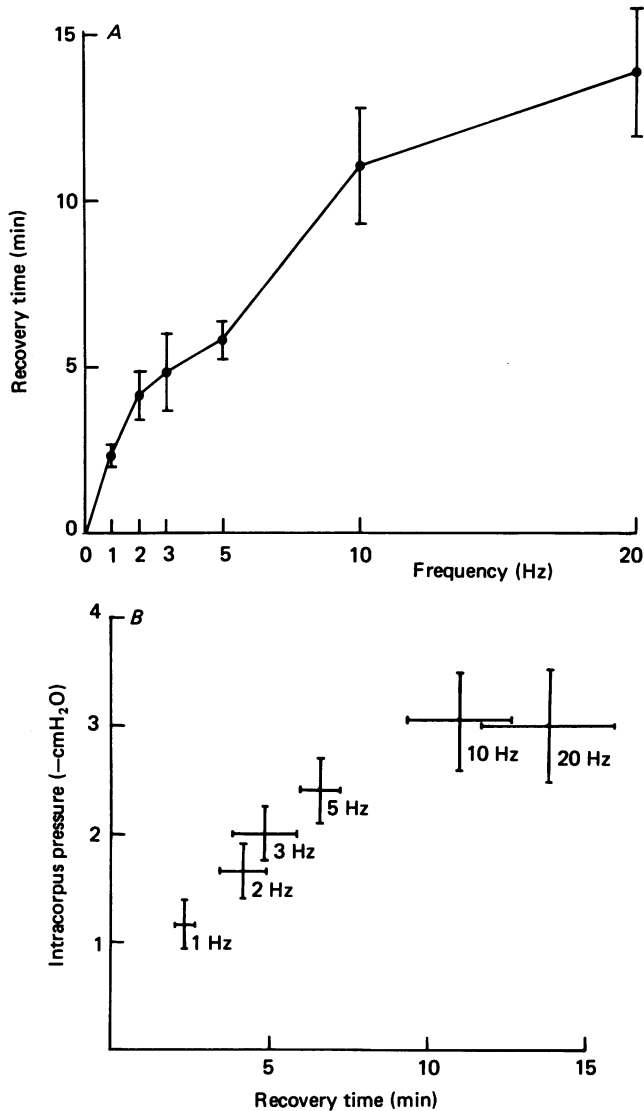 15
A
10
5
0
Recovery time (min)
0 1 2 3 5 10 20
Frequency (Hz)
4
B
3
2
1
Intracorpus pressure (−cmH₂O)
10 Hz
20 Hz
5 Hz
3 Hz
2 Hz
1 Hz
5 10 15
Recovery time (min)